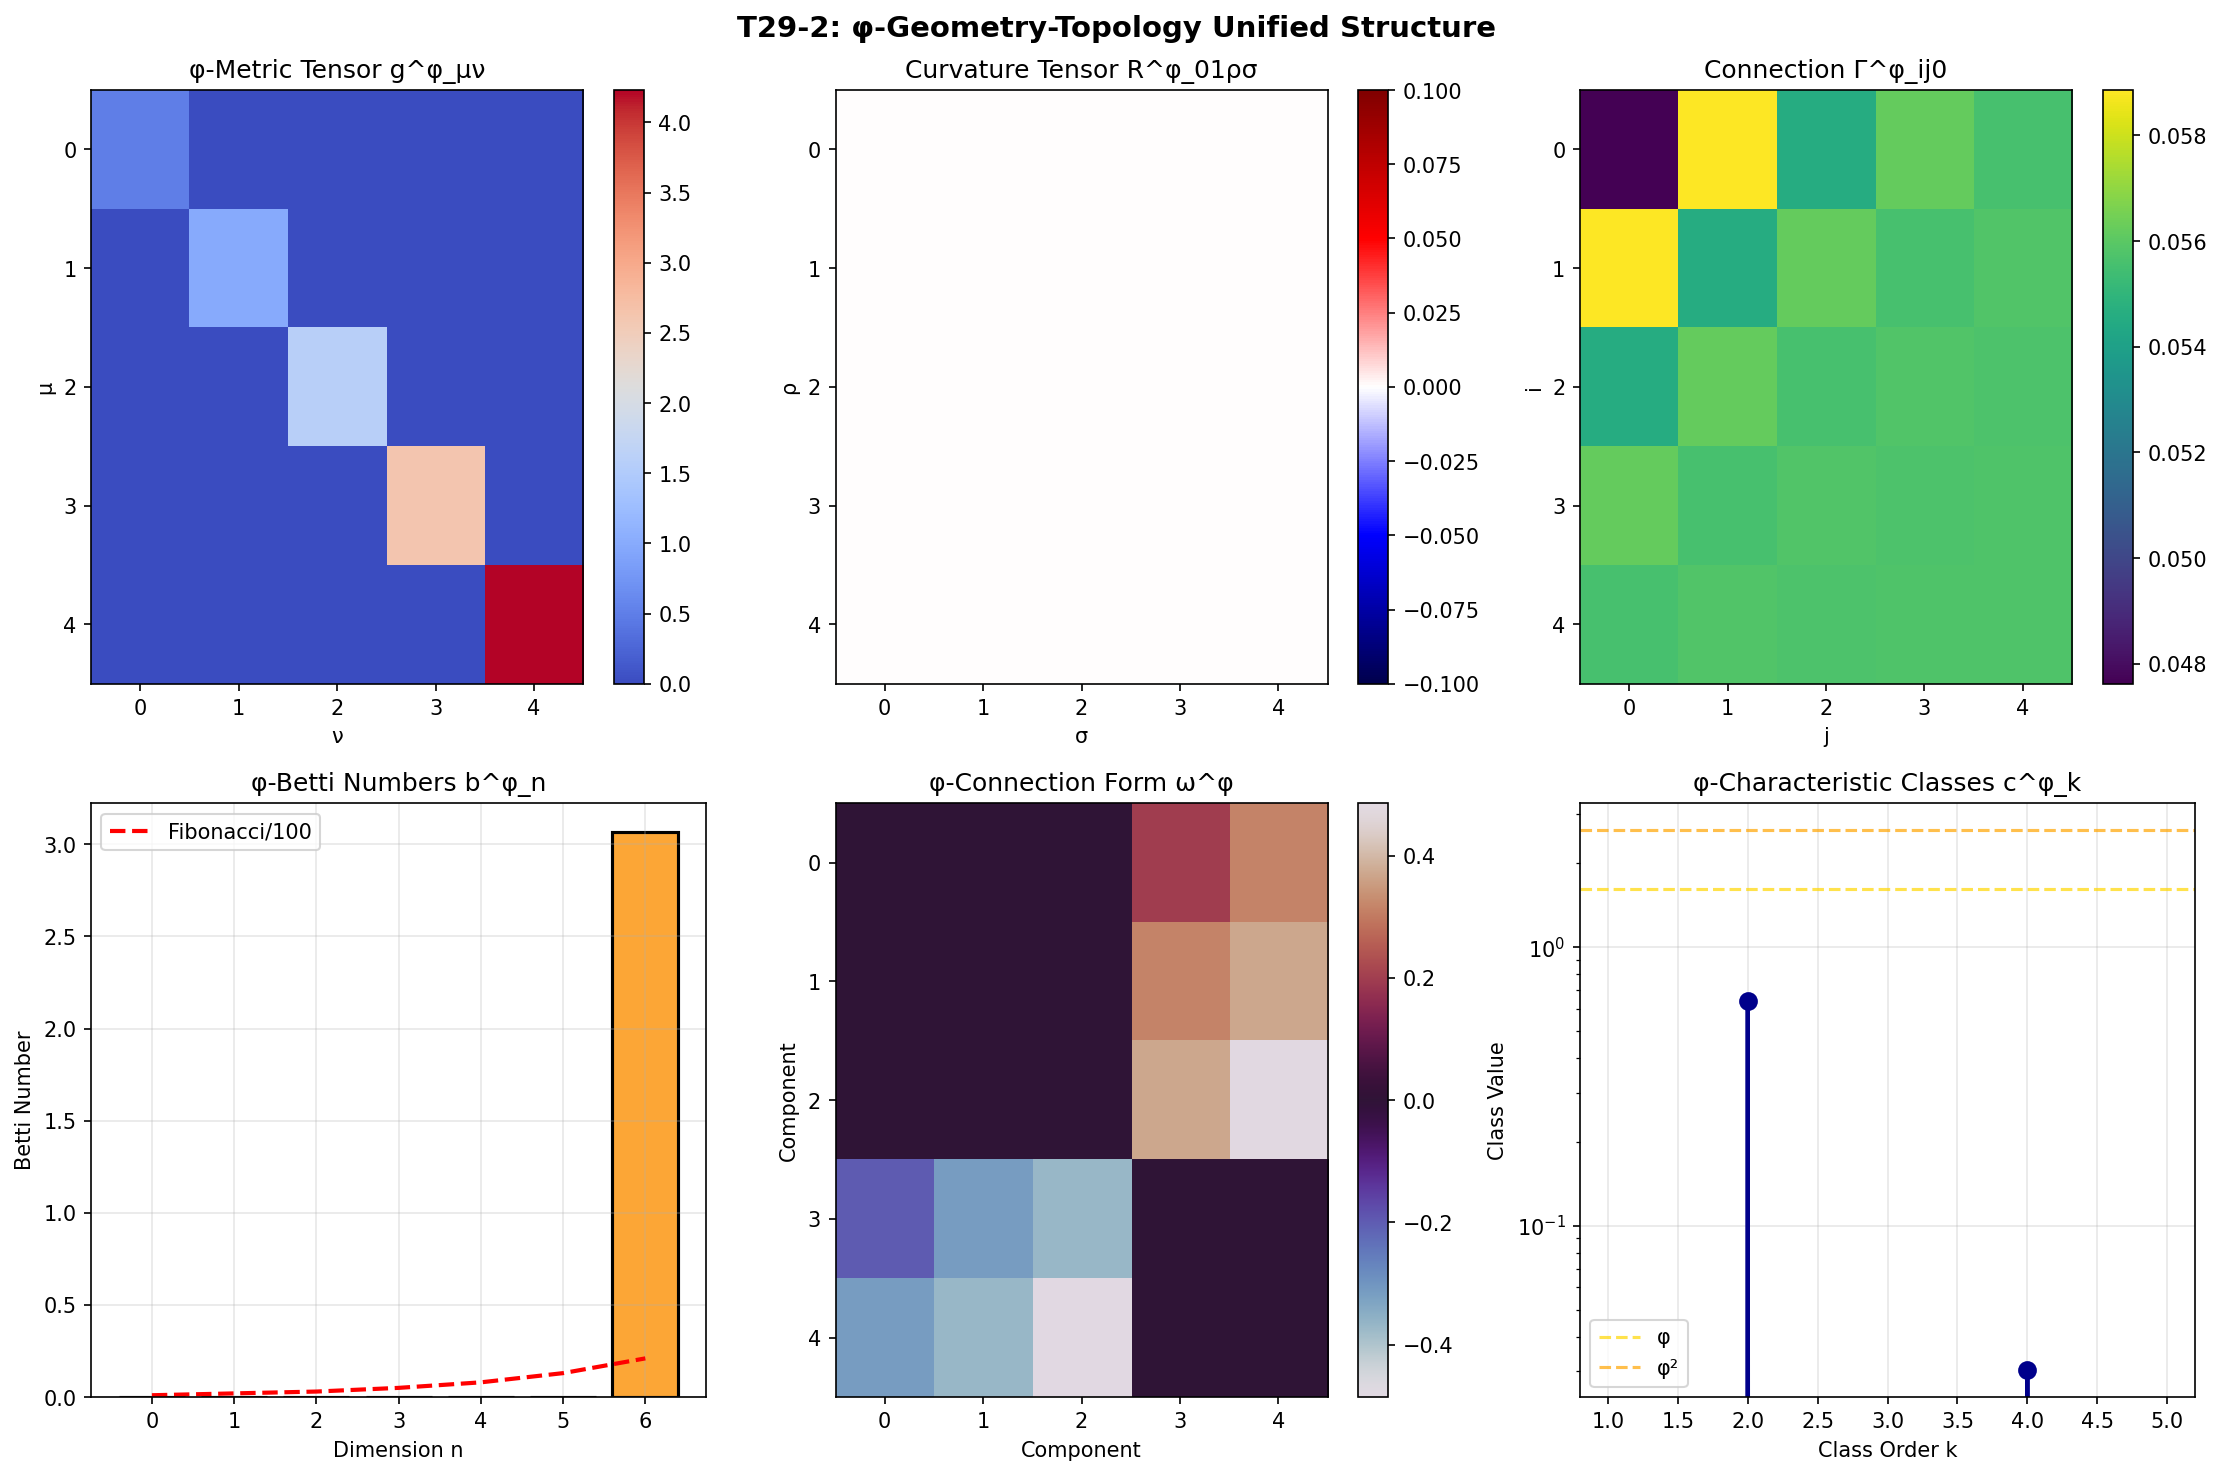 T29-2: φ-Geometry-Topology Unified Structure
φ-Metric Tensor g^φ_μν
0
1
2
3
4
μ
0 1 2 3 4
ν
4.0
3.5
3.0
2.5
2.0
1.5
1.0
0.5
0.0
Curvature Tensor R^φ_01ρσ
0
1
2
3
4
ρ
0 1 2 3 4
σ
0.100
0.075
0.050
0.025
0.000
−0.025
−0.050
−0.075
−0.100
Connection Γ^φ_ij0
0
1
2
3
4
i
0 1 2 3 4
j
0.058
0.056
0.054
0.052
0.050
0.048
φ-Betti Numbers b^φ_n
Fibonacci/100
3.0
2.5
2.0
1.5
1.0
0.5
0.0
Betti Number
0 1 2 3 4 5 6
Dimension n
φ-Connection Form ω^φ
0
1
2
3
4
Component
0 1 2 3 4
Component
0.4
0.2
0.0
−0.2
−0.4
φ-Characteristic Classes c^φ_k
10⁰
10⁻¹
Class Value
φ
φ²
1.0 1.5 2.0 2.5 3.0 3.5 4.0 4.5 5.0
Class Order k